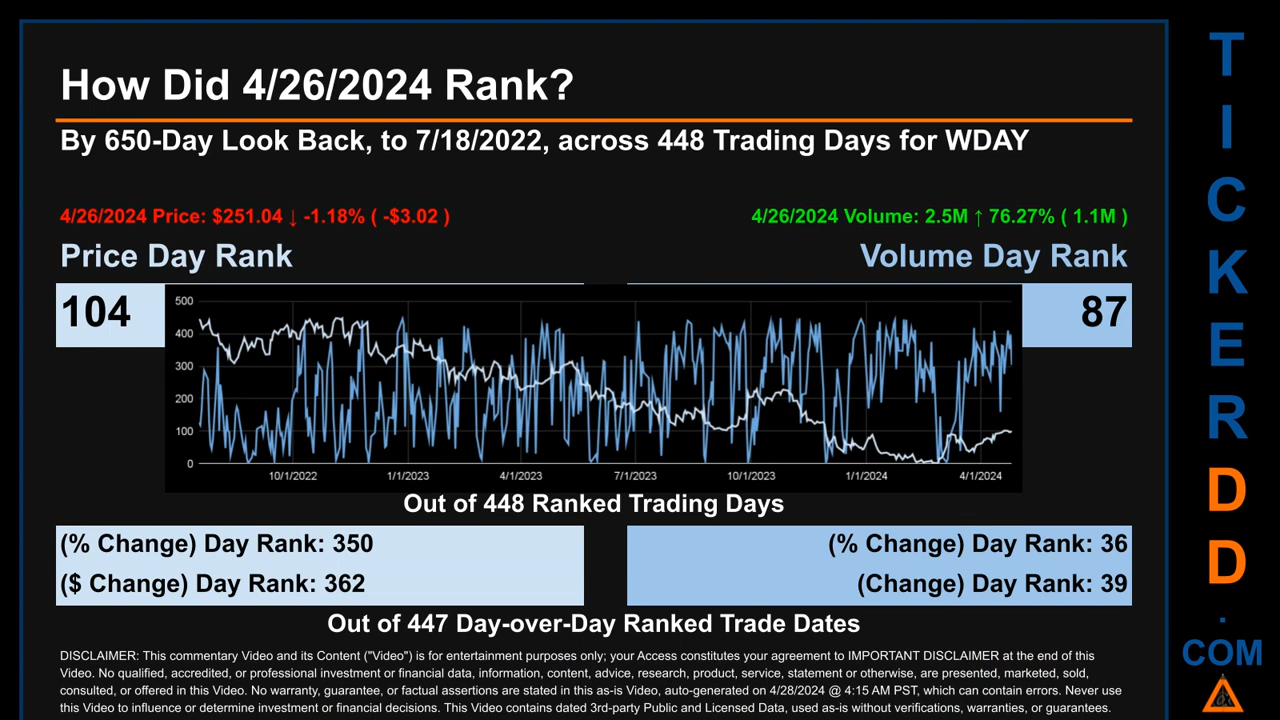 How Did 4/26/2024 Rank?
By 650-Day Look Back, to 7/18/2022, across 448 Trading Days for WDAY
4/26/2024 Price: $251.04 ↓ -1.18% ( -$3.02 )
4/26/2024 Volume: 2.5M ↑ 76.27% ( 1.1M )
Price Day Rank
Volume Day Rank
104
87
500
400
300
200
100
0
10/1/2022
1/1/2023
4/1/2023
7/1/2023
10/1/2023
1/1/2024
4/1/2024
Out of 448 Ranked Trading Days
(% Change) Day Rank: 350
($ Change) Day Rank: 362
(% Change) Day Rank: 36
(Change) Day Rank: 39
Out of 447 Day-over-Day Ranked Trade Dates
DISCLAIMER: This commentary Video and its Content ("Video") is for entertainment purposes only; your Access constitutes your agreement to IMPORTANT DISCLAIMER at the end of this
Video. No qualified, accredited, or professional investment or financial data, information, content, advice, research, product, service, statement or otherwise, are presented, marketed, sold,
consulted, or offered in this Video. No warranty, guarantee, or factual assertions are stated in this as-is Video, auto-generated on 4/28/2024 @ 4:15 AM PST, which can contain errors. Never use
this Video to influence or determine investment or financial decisions. This Video contains dated 3rd-party Public and Licensed Data, used as-is without verifications, warranties, or guarantees.
T
I
C
K
E
R
D
D
.
COM